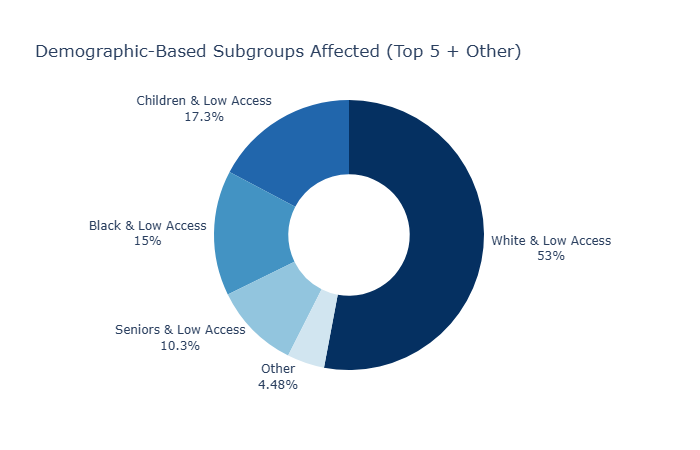 Demographic-Based Subgroups Affected (Top 5 + Other)
Children & Low Access
17.3%
Black & Low Access
15%
White & Low Access
53%
Seniors & Low Access
10.3%
Other
4.48%